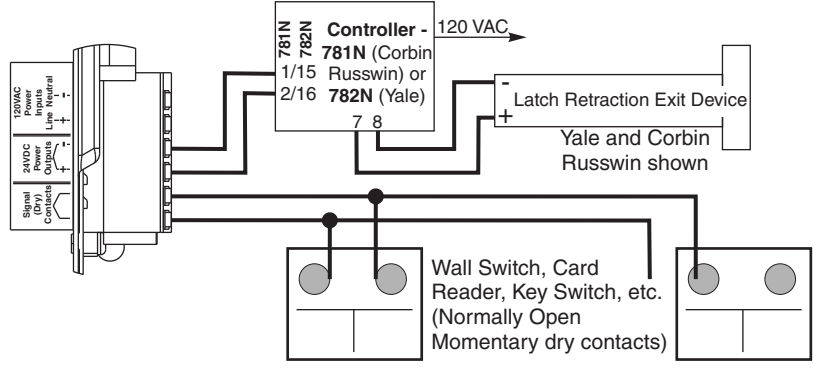 781N
782N
Controller -
781N (Corbin
Russwin) or
782N (Yale)
1/15
2/16
7 8
120 VAC
120VAC
Power
Inputs
Line Neutral
- -
- +
24VDC
Power
Outputs
+ -
Signal
(Dry)
Contacts
-
+
Latch Retraction Exit Device
Yale and Corbin
Russwin shown
Wall Switch, Card
Reader, Key Switch, etc.
(Normally Open
Momentary dry contacts)